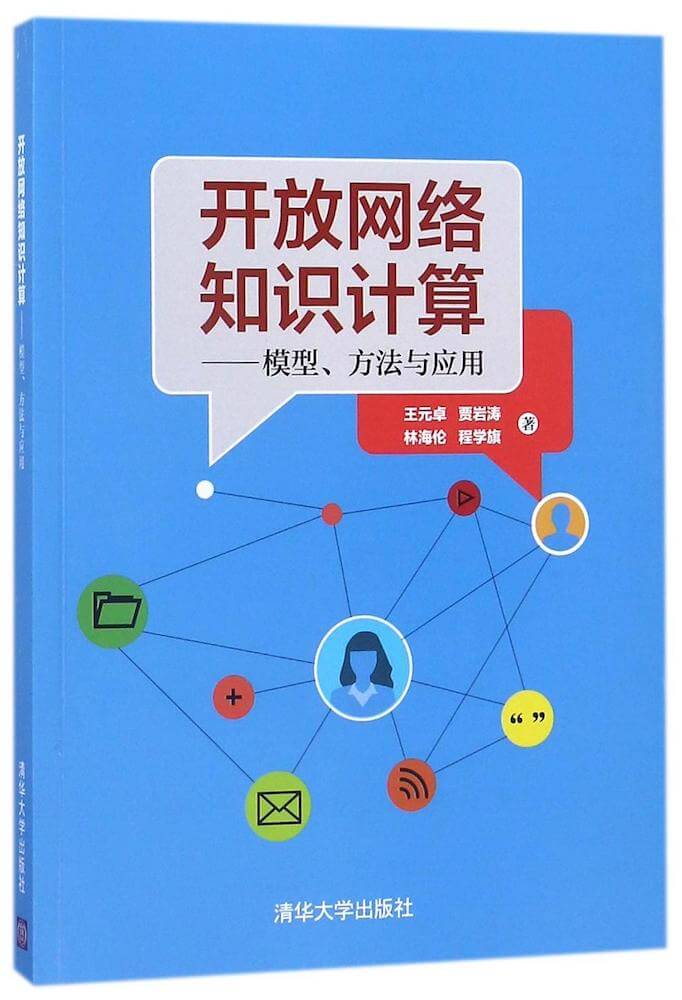 开放网络
知识计算
——模型、方法与应用
王元卓 贾岩涛
林海伦 程学旗
著
“ ”
清华大学出版社
开放网络知识计算——模型、方法与应用
清华大学出版社